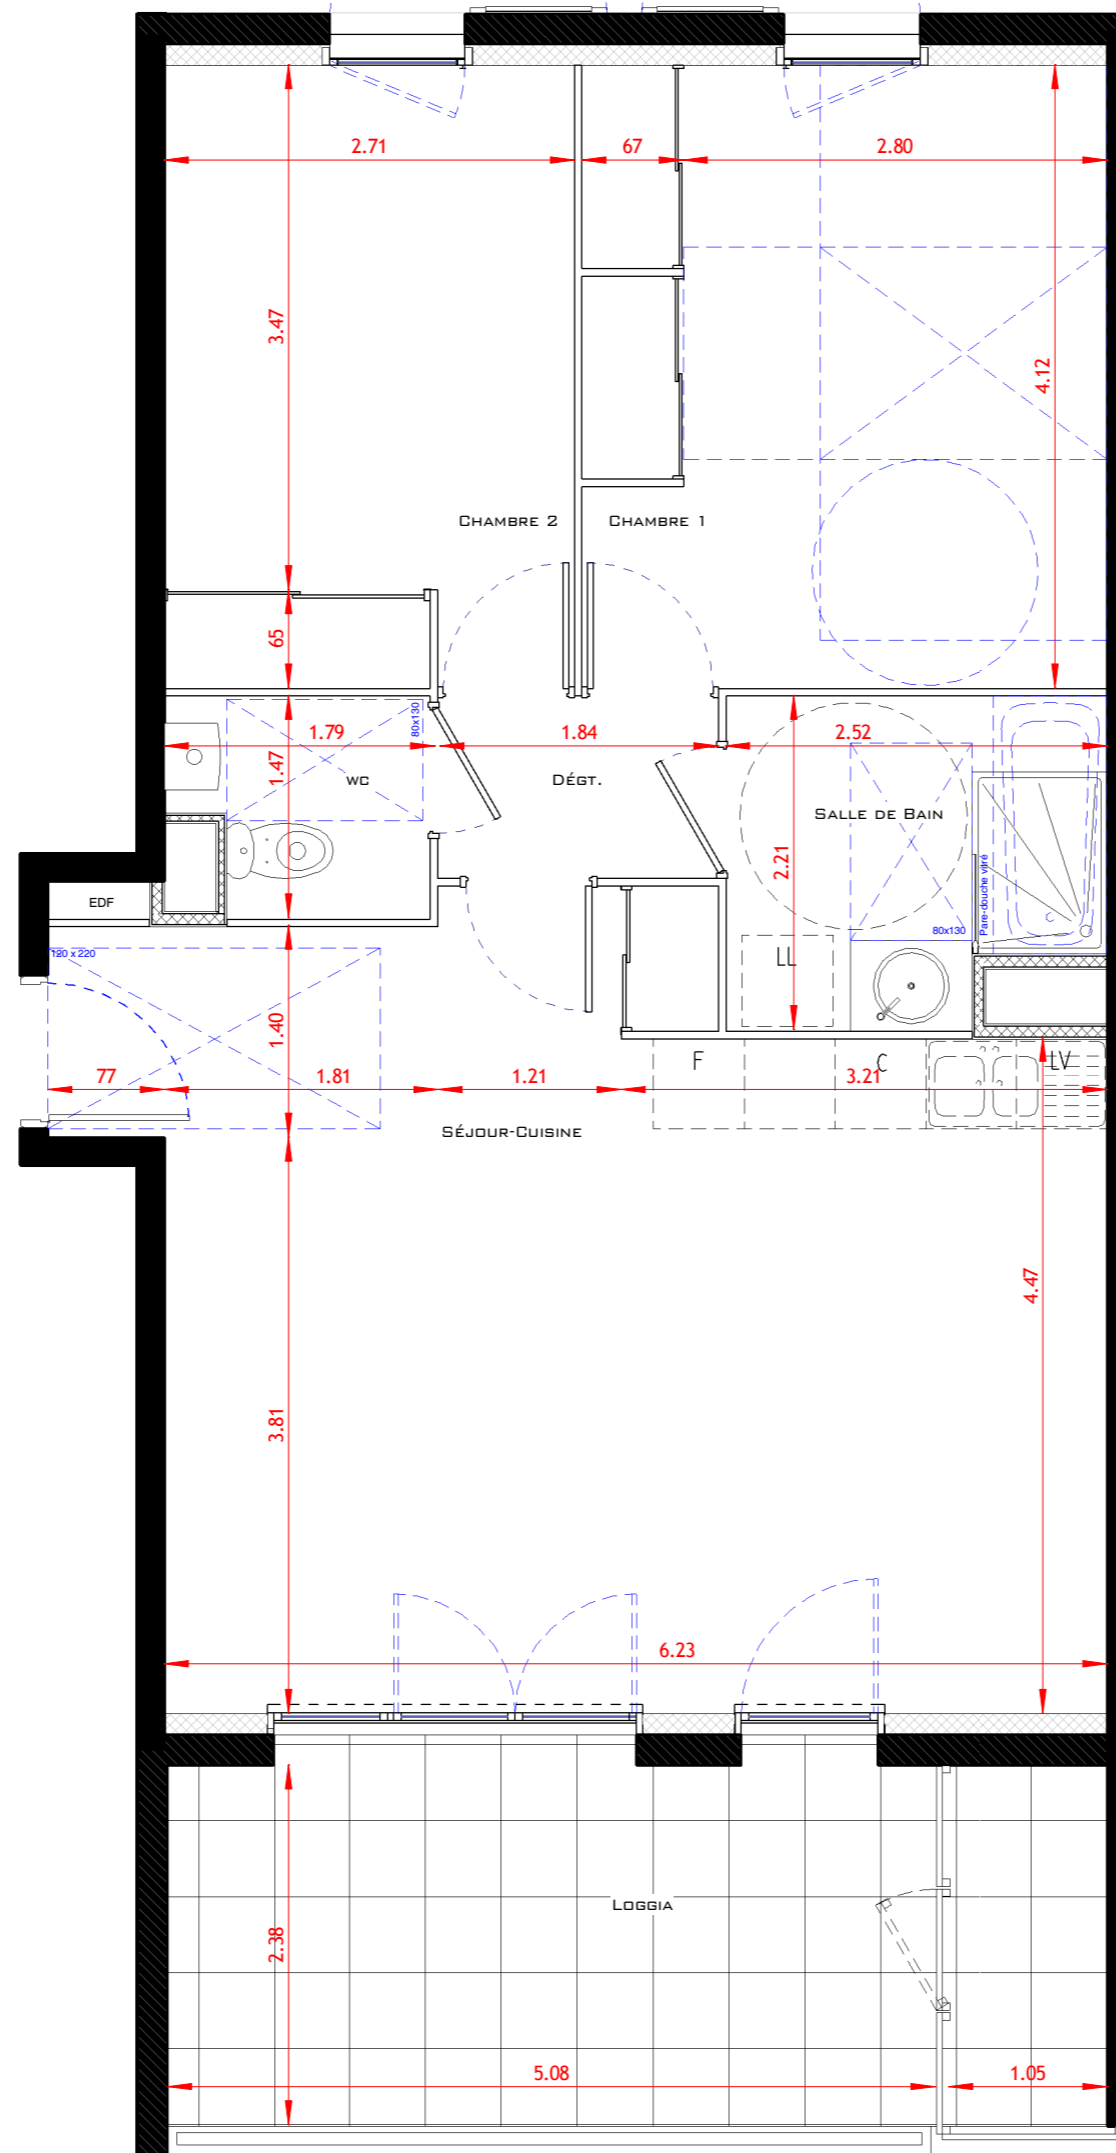 2.71
67
2.80
3.47
4.12
Chambre 2
Chambre 1
65
80x130
1.79
1.84
2.52
1.47
WC
Dégt.
Salle de Bain
2.21
Pare-douche vitré
EDF
80x130
120 x 220
LL
1.40
F
C
LV
77
1.81
1.21
3.21
Séjour-Cuisine
4.47
3.81
6.23
Loggia
2.38
5.08
1.05